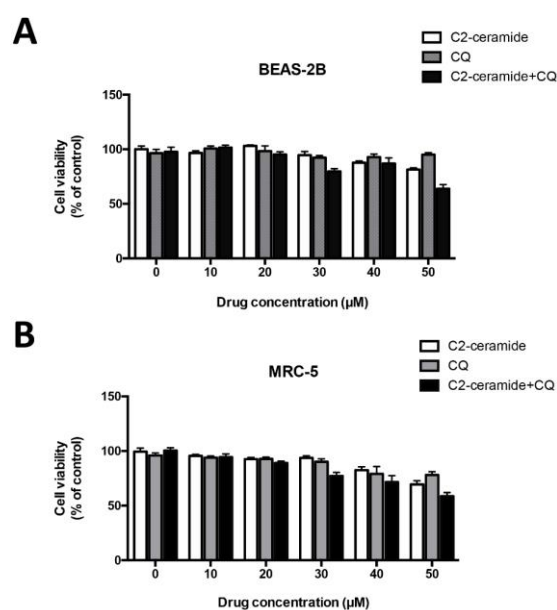 A
BEAS-2B
C2-ceramide
CQ
C2-ceramide+CQ
Cell viability
(% of control)
150
100
50
0
0 10 20 30 40 50
Drug concentration (µM)
B
MRC-5
C2-ceramide
CQ
C2-ceramide+CQ
Cell viability
(% of control)
150
100
50
0
0 10 20 30 40 50
Drug concentration (µM)